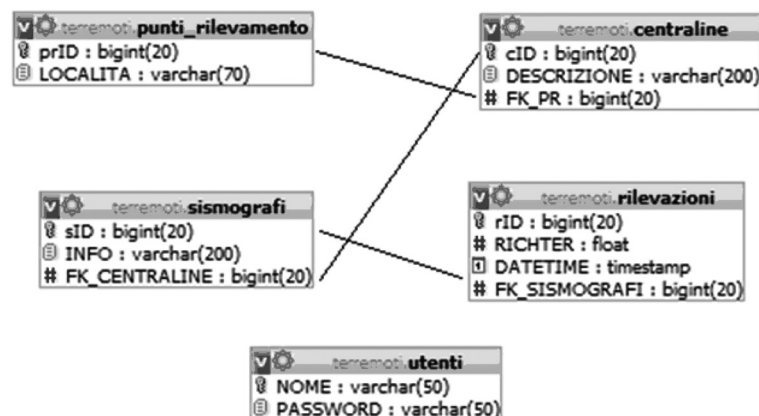 terremoti.punti_rilevamento
prID : bigint(20)
LOCALITA : varchar(70)
terremoti.centraline
cID : bigint(20)
DESCRIZIONE : varchar(200)
# FK_PR : bigint(20)
terremoti.sismografi
sID : bigint(20)
INFO : varchar(200)
# FK_CENTRALINE : bigint(20)
terremoti.rilevazioni
rID : bigint(20)
# RICHTER : float
DATETIME : timestamp
# FK_SISMOGRAFI : bigint(20)
terremoti.utenti
NOME : varchar(50)
PASSWORD : varchar(50)